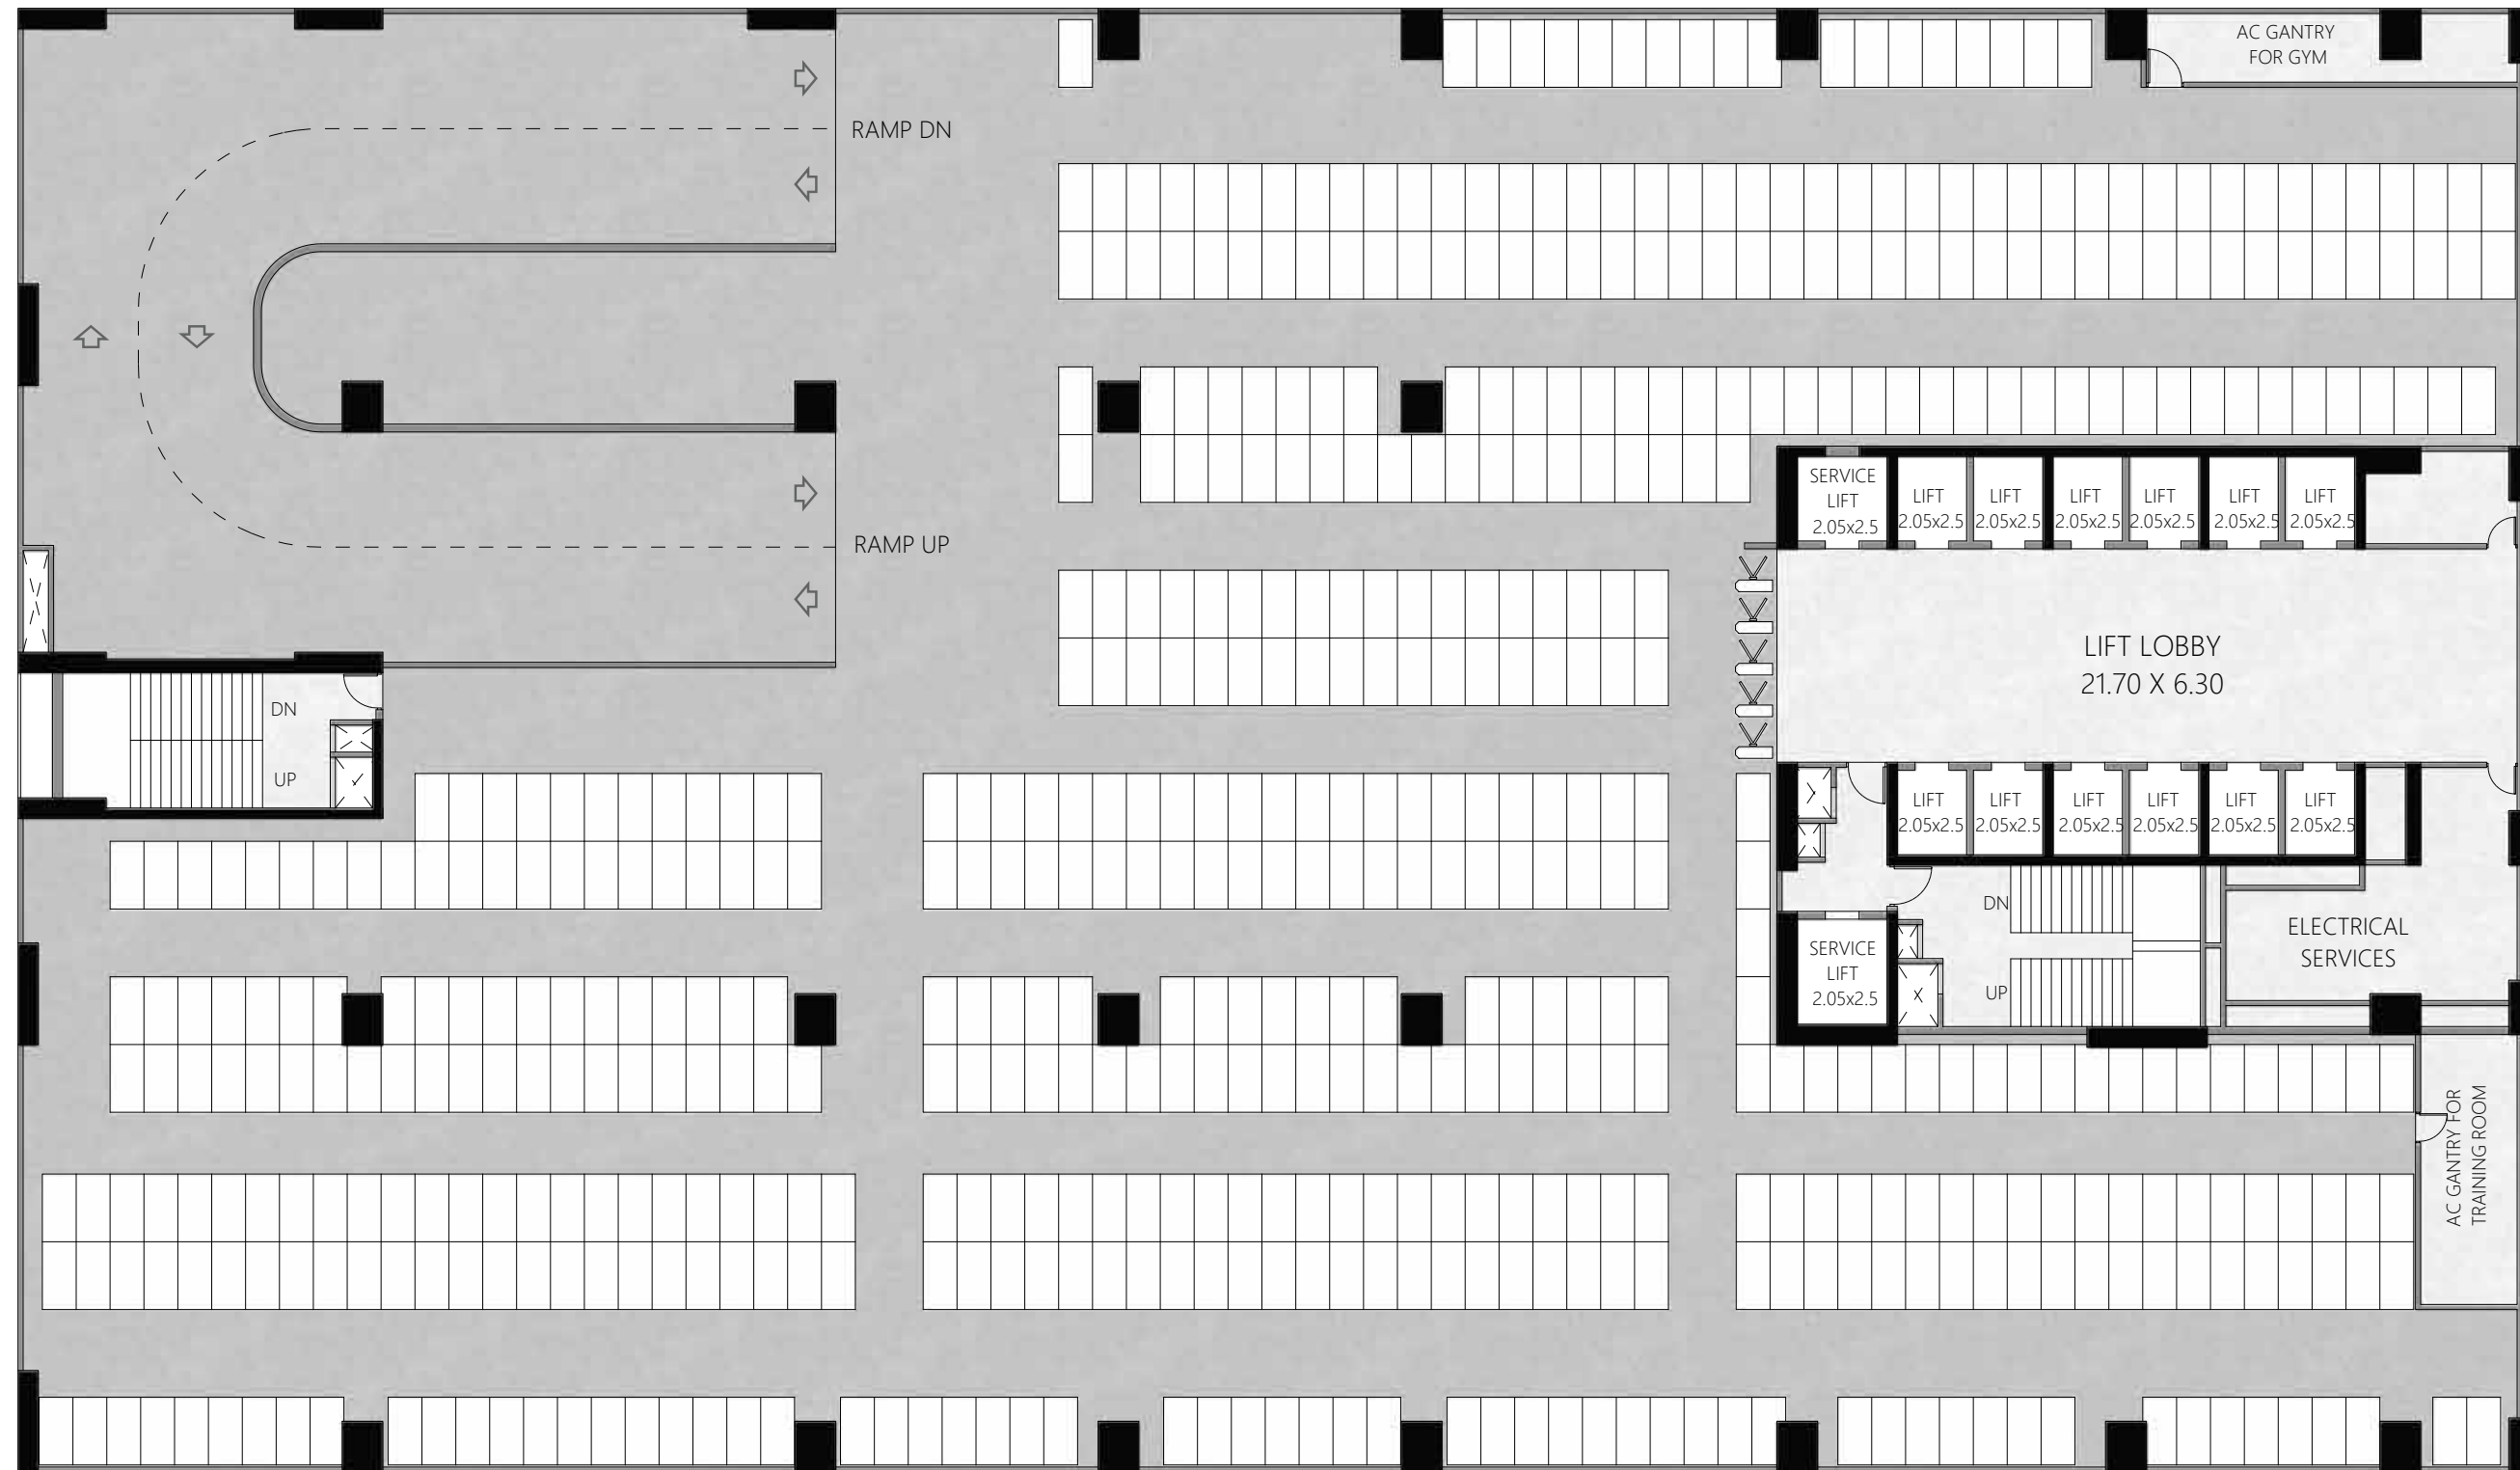 AC GANTRY
FOR GYM
RAMP DN
RAMP UP
SERVICE
LIFT
2.05x2.5
LIFT
2.05x2.5
LIFT
2.05x2.5
LIFT
2.05x2.5
LIFT
2.05x2.5
LIFT
2.05x2.5
LIFT
2.05x2.5
LIFT LOBBY
21.70 X 6.30
DN
UP
LIFT
2.05x2.5
LIFT
2.05x2.5
LIFT
2.05x2.5
LIFT
2.05x2.5
LIFT
2.05x2.5
LIFT
2.05x2.5
DN
UP
SERVICE
LIFT
2.05x2.5
ELECTRICAL
SERVICES
AC GANTRY FOR
TRAINING ROOM